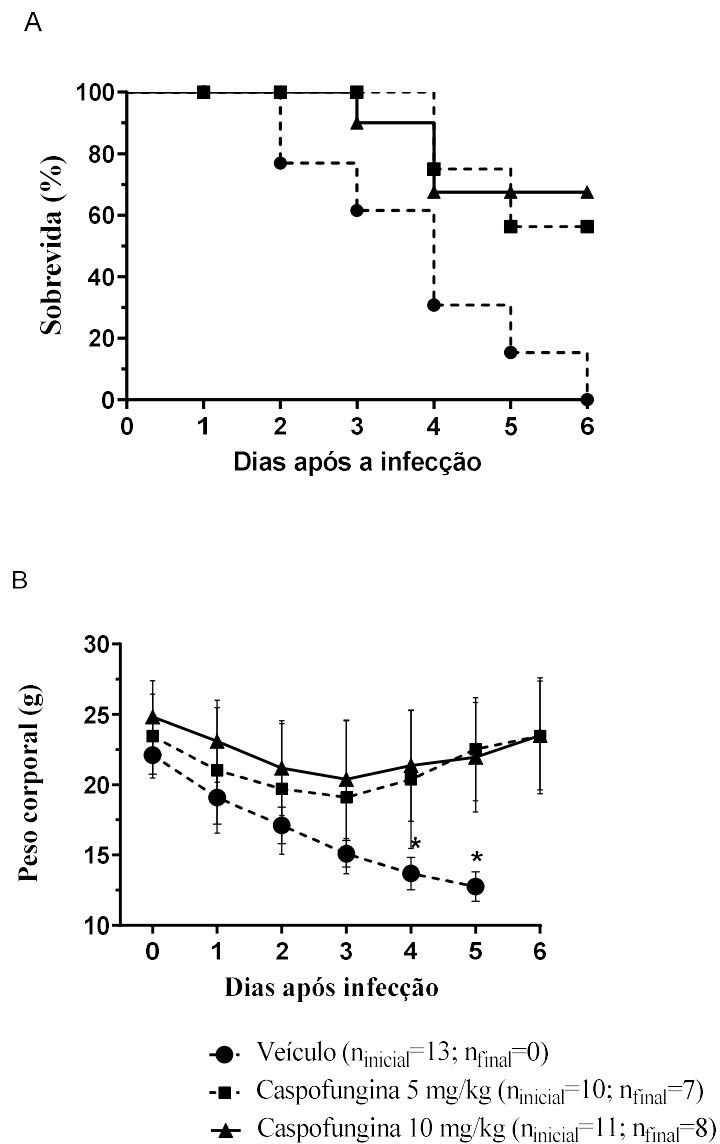 A
100
80
60
40
20
0
Sobrevida (%)
0 1 2 3 4 5 6
Dias após a infecção
B
30
25
20
15
10
Peso corporal (g)
* *
0 1 2 3 4 5 6
Dias após infecção
Veículo (ninicial=13; nfinal=0)
Caspofungina 5 mg/kg (ninicial=10; nfinal=7)
Caspofungina 10 mg/kg (ninicial=11; nfinal=8)